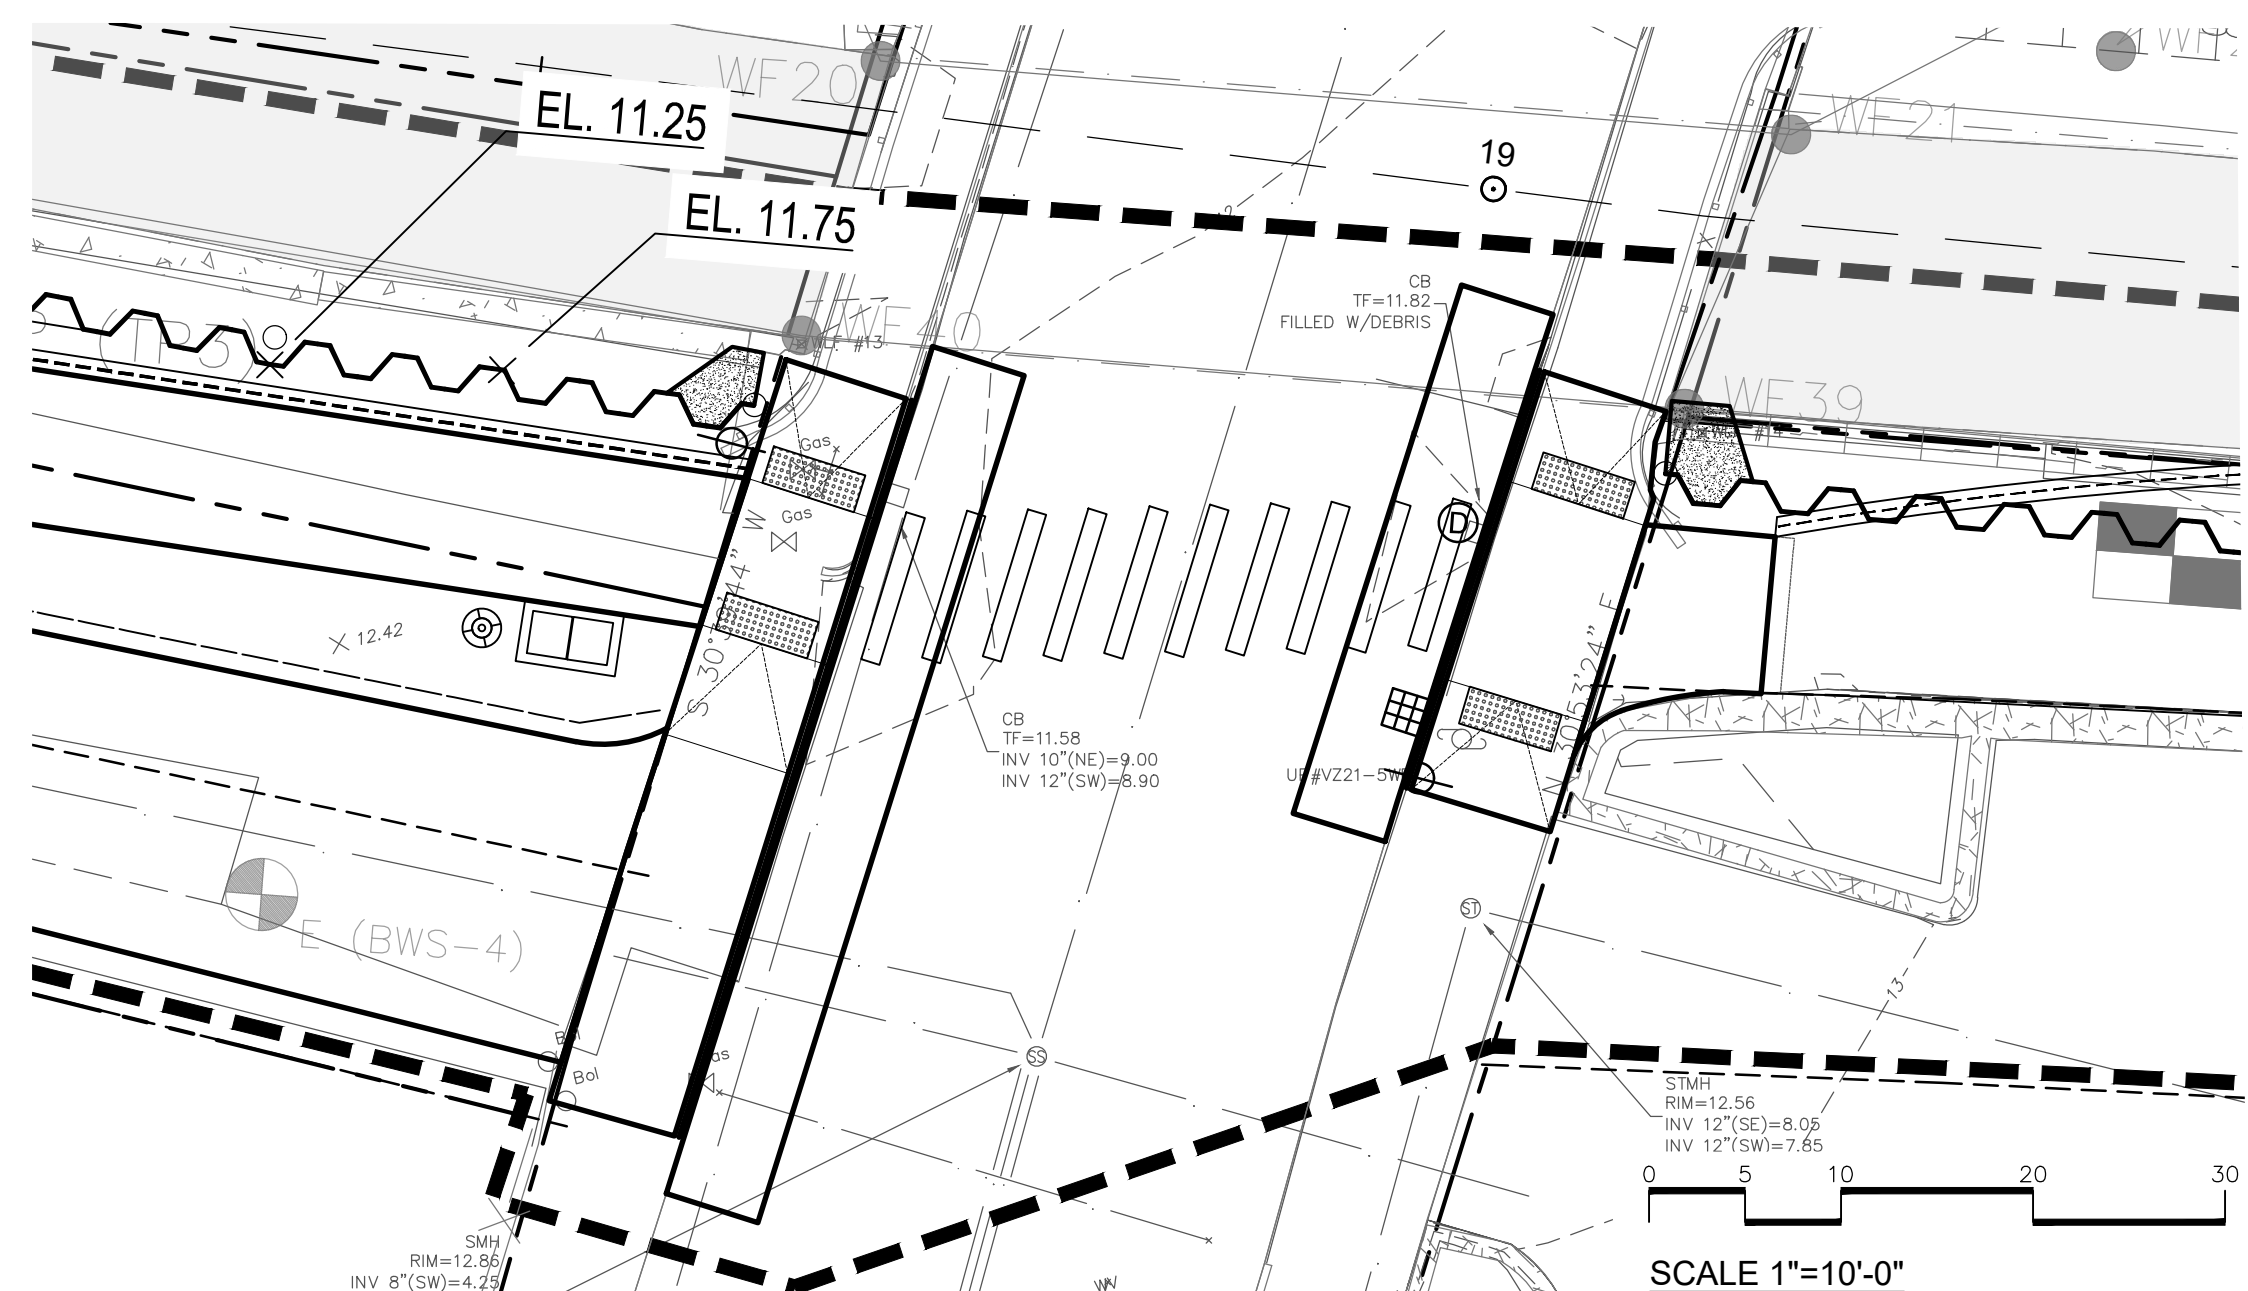 WF20
EL. 11.25
EL. 11.75
WF21
19
12
CB
TF=11.82
FILLED W/DEBRIS
(TP3)
WF40
WF39
Gas
Gas
W
D
12.42
CB
TF=11.58
INV 10"(NE)=9.00
INV 12"(SW)=8.90
E (BWS-4)
ST
SS
13
Bol
Bol
STMH
RIM=12.56
INV 12"(SE)=8.05
INV 12"(SW)=7.85
0 5 10 20 30
SCALE 1"=10'-0"
SMH
RIM=12.86
INV 8"(SW)=4.25